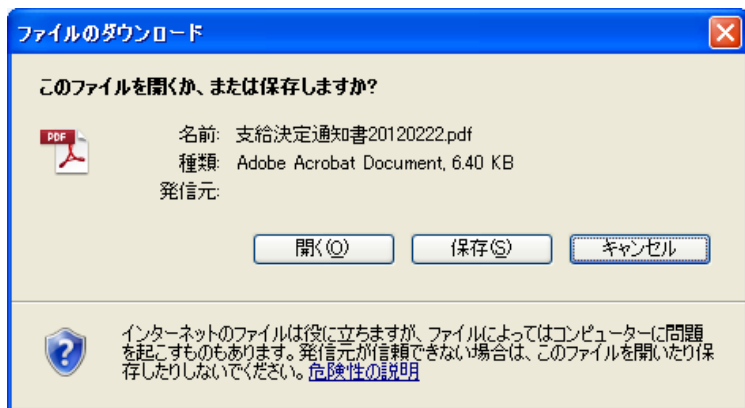 ファイルのダウンロード
このファイルを開くか、または保存しますか?
PDF
名前: 支給決定通知書20120222.pdf
種類: Adobe Acrobat Document, 6.40 KB
発信元:
開く(O) 保存(S) キャンセル
インターネットのファイルは役に立ちますが、ファイルによってはコンピューターに問題
を起こすものもあります。発信元が信頼できない場合は、このファイルを開いたり保
存したりしないでください。危険性の説明